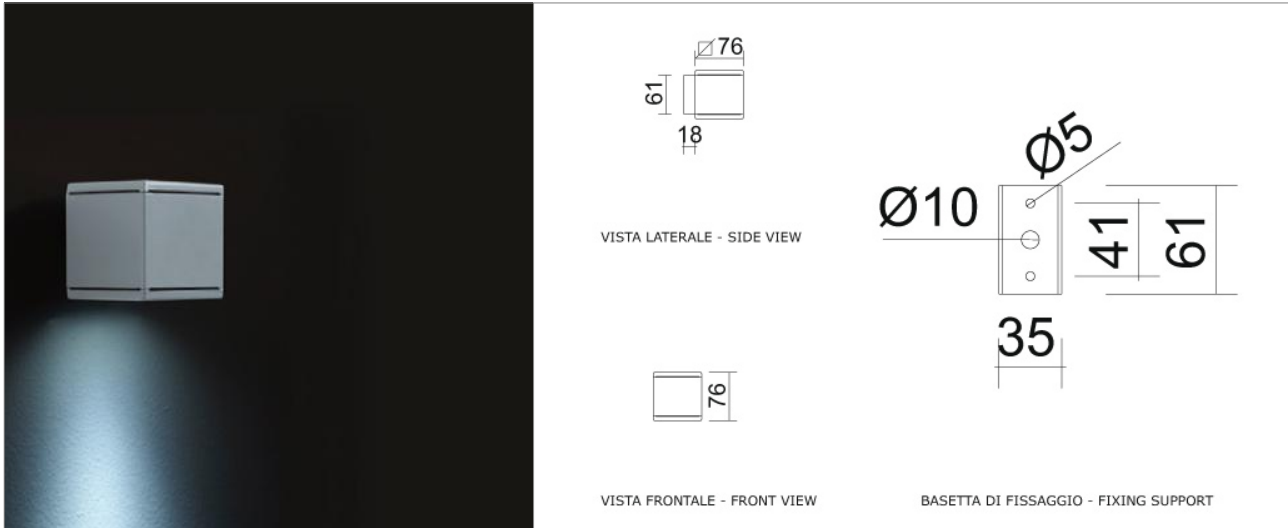 76
61
18
VISTA LATERALE - SIDE VIEW
76
VISTA FRONTALE - FRONT VIEW
Ø5
Ø10
41
61
35
BASETTA DI FISSAGGIO - FIXING SUPPORT